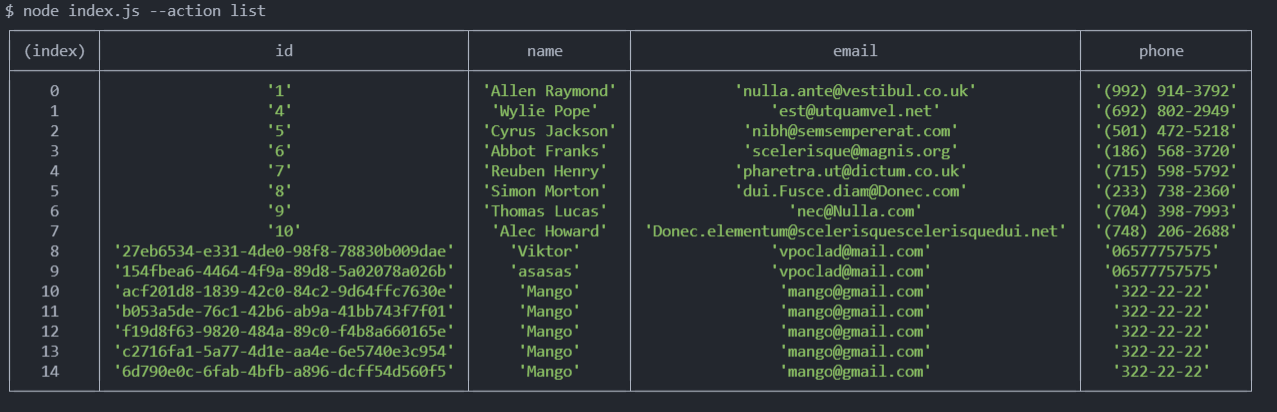 $ node index.js --action list
(index) id name email phone
0 '1' 'Allen Raymond' 'nulla.ante@vestibul.co.uk' '(992) 914-3792'
1 '4' 'Wylie Pope' 'est@utquamvel.net' '(692) 802-2949'
2 '5' 'Cyrus Jackson' 'nibh@semsempererat.com' '(501) 472-5218'
3 '6' 'Abbot Franks' 'scelerisque@magnis.org' '(186) 568-3720'
4 '7' 'Reuben Henry' 'pharetra.ut@dictum.co.uk' '(715) 598-5792'
5 '8' 'Simon Morton' 'dui.Fusce.diam@Donec.com' '(233) 738-2360'
6 '9' 'Thomas Lucas' 'nec@Nulla.com' '(704) 398-7993'
7 '10' 'Alec Howard' 'Donec.elementum@scelerisquescelerisquedui.net' '(748) 206-2688'
8 '27eb6534-e331-4de0-98f8-78830b009dae' 'Viktor' 'vpoclad@mail.com' '06577757575'
9 '154fbea6-4464-4f9a-89d8-5a02078a026b' 'asasas' 'vpoclad@mail.com' '06577757575'
10 'acf201d8-1839-42c0-84c2-9d64ffc7630e' 'Mango' 'mango@gmail.com' '322-22-22'
11 'b053a5de-76c1-42b6-ab9a-41bb743f7f01' 'Mango' 'mango@gmail.com' '322-22-22'
12 'f19d8f63-9820-484a-89c0-f4b8a660165e' 'Mango' 'mango@gmail.com' '322-22-22'
13 'c2716fa1-5a77-4d1e-aa4e-6e5740e3c954' 'Mango' 'mango@gmail.com' '322-22-22'
14 '6d790e0c-6fab-4bfb-a896-dcff54d560f5' 'Mango' 'mango@gmail.com' '322-22-22'